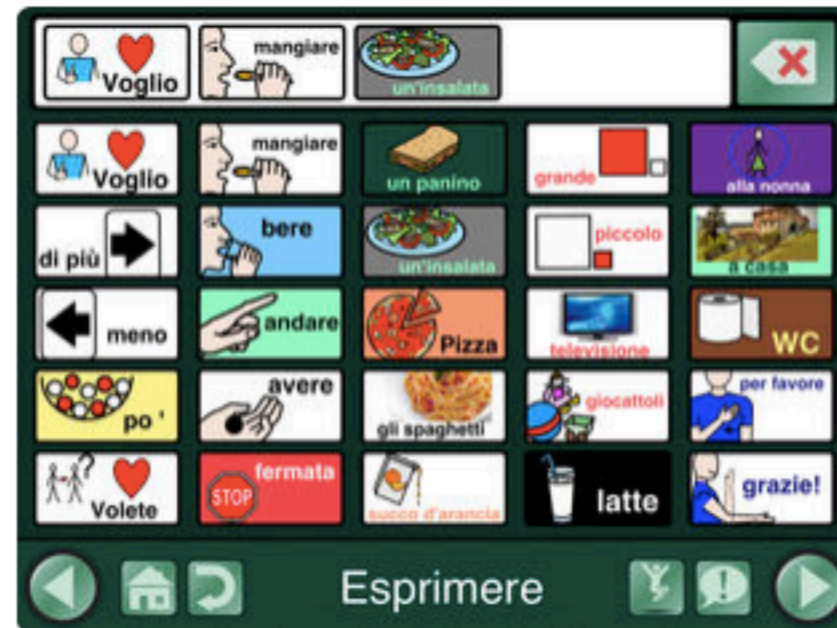 Voglio mangiare un'insalata
Voglio mangiare un panino grande alla nonna
di più bere un'insalata piccolo a casa
meno andare Pizza televisione WC
po' avere gli spaghetti giocattoli per favore
Volete STOP fermata succo d'arancia latte grazie!
Esprimere